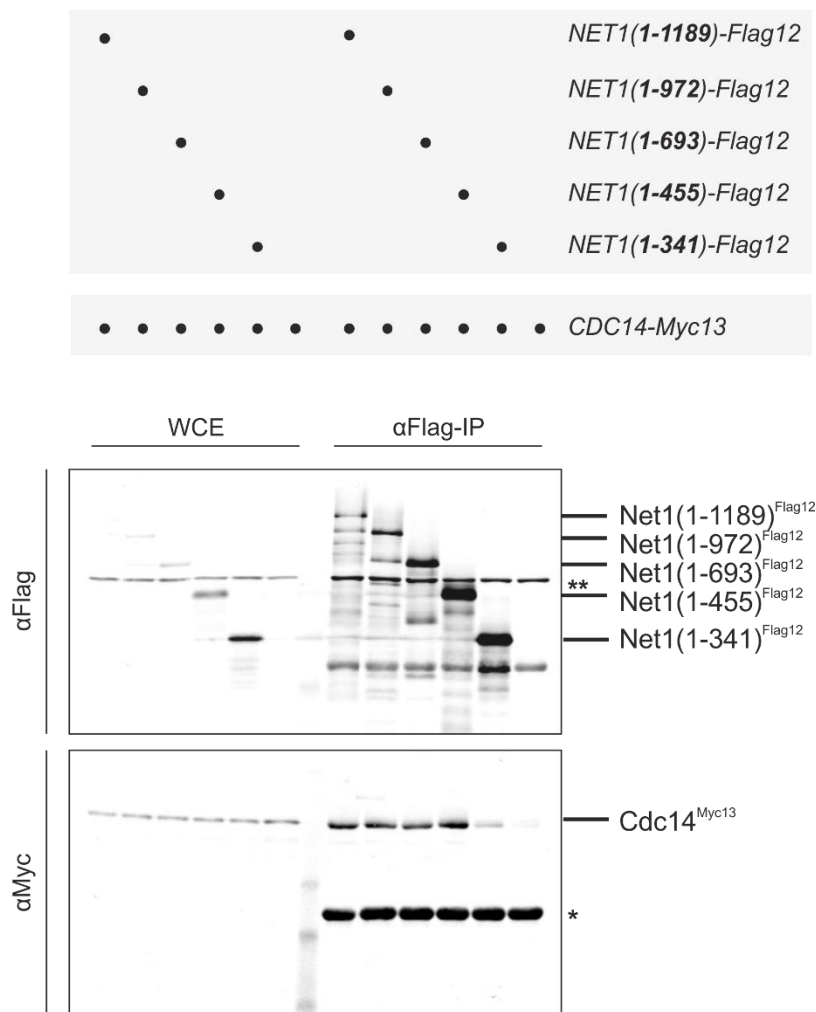 NET1(1-1189)-Flag12
NET1(1-972)-Flag12
NET1(1-693)-Flag12
NET1(1-455)-Flag12
NET1(1-341)-Flag12
CDC14-Myc13
WCE
αFlag-IP
αFlag
Net1(1-1189)Flag12
Net1(1-972)Flag12
Net1(1-693)Flag12
**
Net1(1-455)Flag12
Net1(1-341)Flag12
αMyc
Cdc14Myc13
*